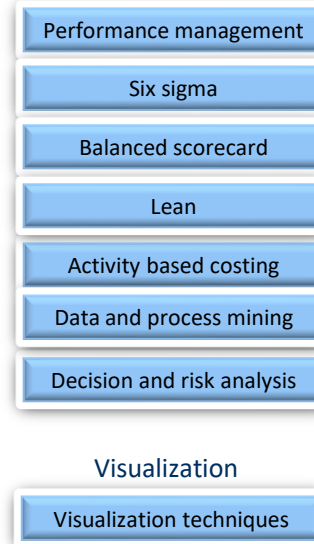 Performance management
Six sigma
Balanced scorecard
Lean
Activity based costing
Data and process mining
Decision and risk analysis
Visualization
Visualization techniques